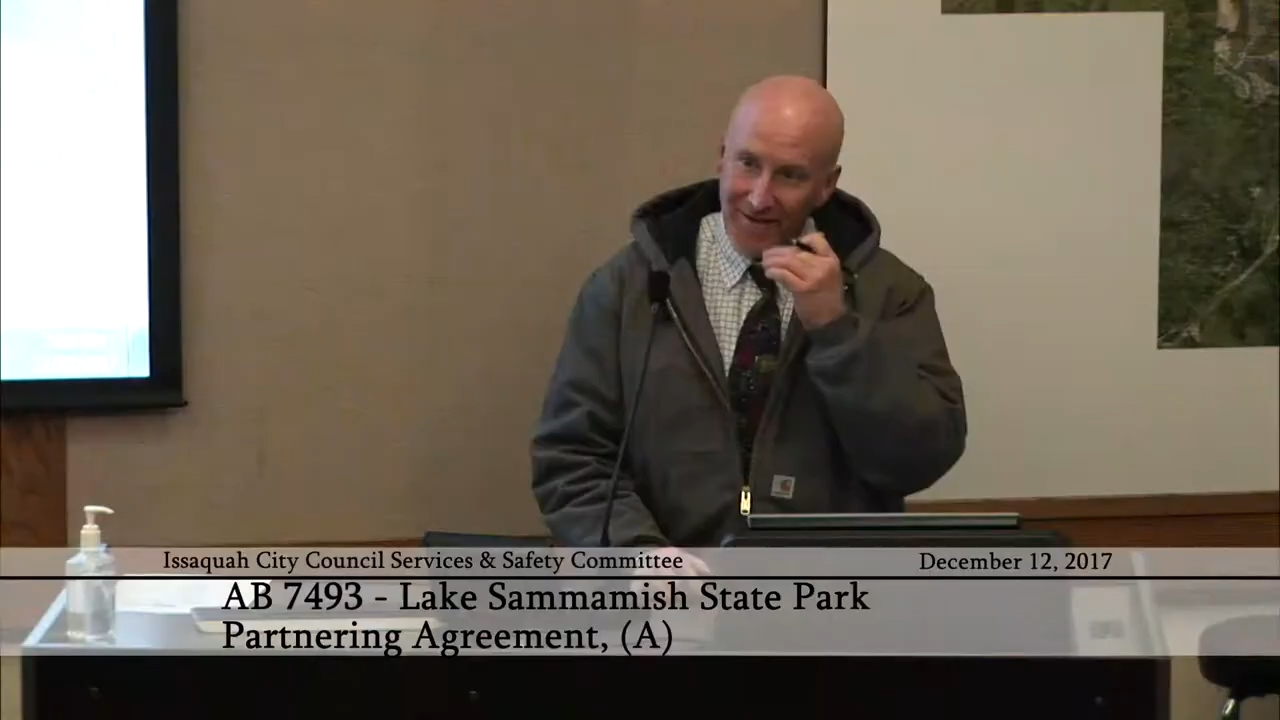 Issaquah City Council Services & Safety Committee
December 12, 2017
AB 7493 - Lake Sammamish State Park
Partnering Agreement, (A)